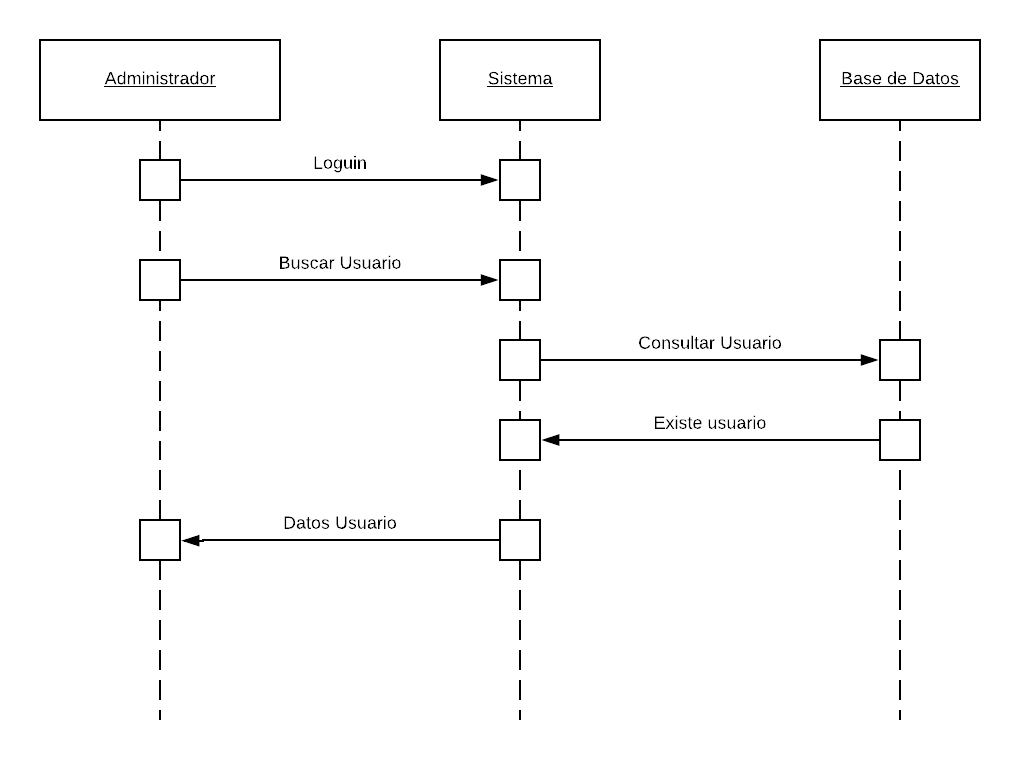 Administrador
Sistema
Base de Datos
Loguin
Buscar Usuario
Consultar Usuario
Existe usuario
Datos Usuario